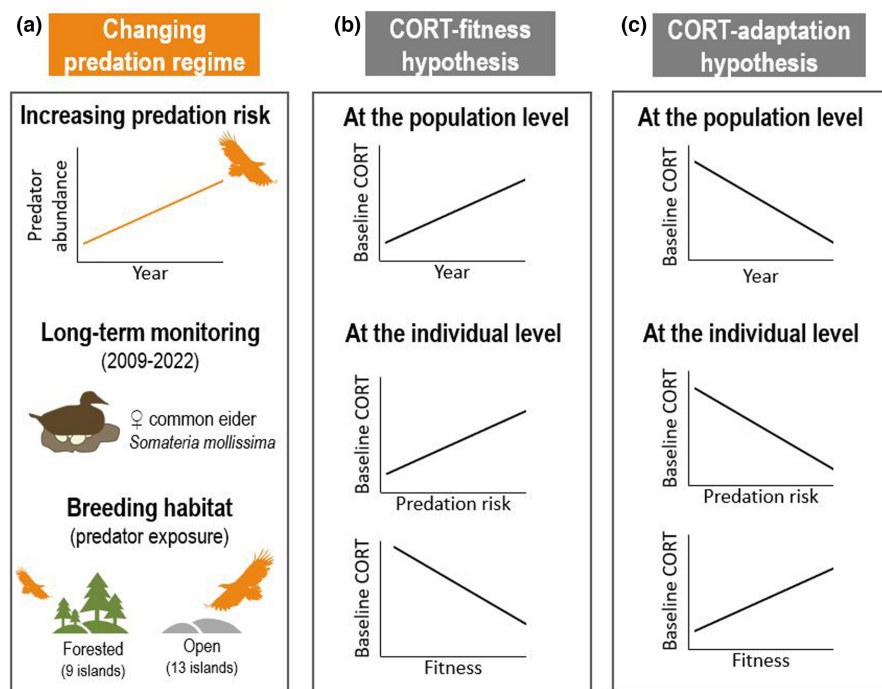 (a)
Changing
predation regime
Increasing predation risk
Predator
abundance
Year
Long-term monitoring
(2009-2022)
♀ common eider
Somateria mollissima
Breeding habitat
(predator exposure)
Forested
(9 islands)
Open
(13 islands)
(b)
CORT-fitness
hypothesis
At the population level
Baseline CORT
Year
At the individual level
Baseline CORT
Predation risk
Baseline CORT
Fitness
(c)
CORT-adaptation
hypothesis
At the population level
Baseline CORT
Year
At the individual level
Baseline CORT
Predation risk
Baseline CORT
Fitness